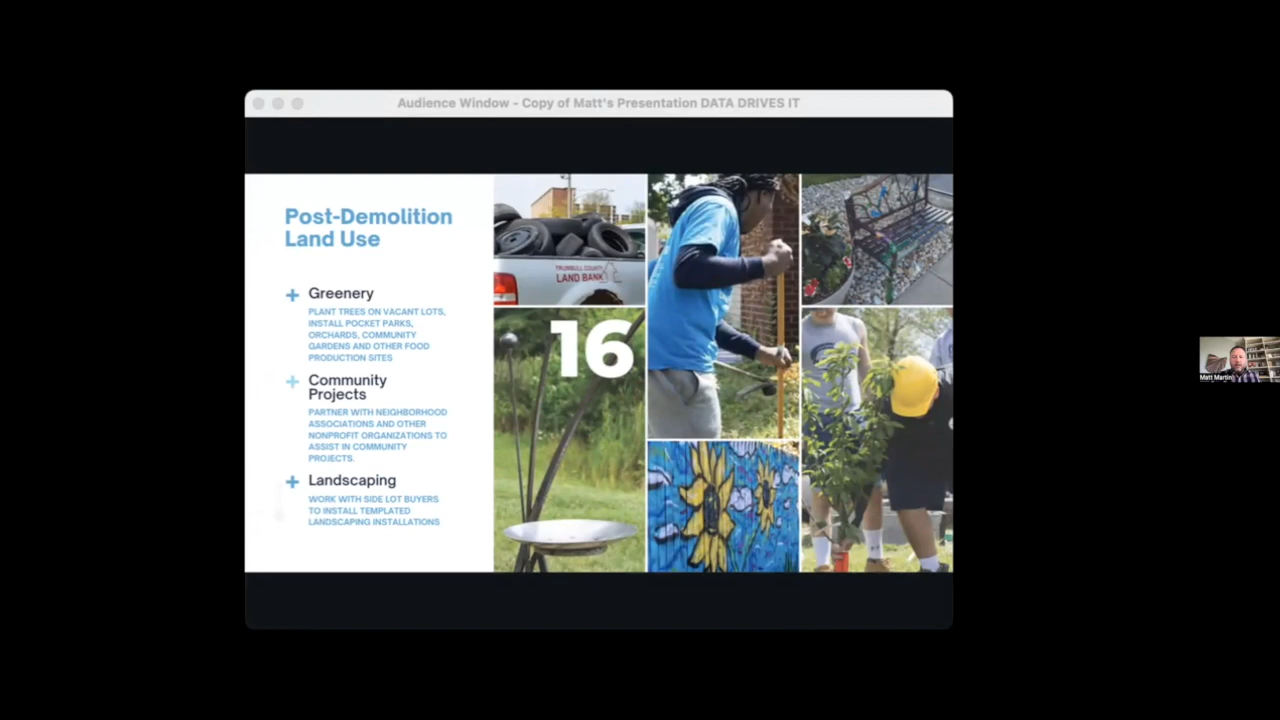 Audience Window - Copy of Matt's Presentation DATA DRIVES IT
Post-Demolition
Land Use
Greenery
PLANT TREES ON VACANT LOTS,
INSTALL POCKET PARKS,
ORCHARDS, COMMUNITY
GARDENS AND OTHER FOOD
PRODUCTION SITES
Community
Projects
PARTNER WITH NEIGHBORHOOD
ASSOCIATIONS AND OTHER
NONPROFIT ORGANIZATIONS TO
ASSIST IN COMMUNITY
PROJECTS.
Landscaping
WORK WITH SIDE LOT BUYERS
TO INSTALL TEMPLATED
LANDSCAPING INSTALLATIONS
TRUMBULL COUNTY
LAND BANK
16
Matt Martin